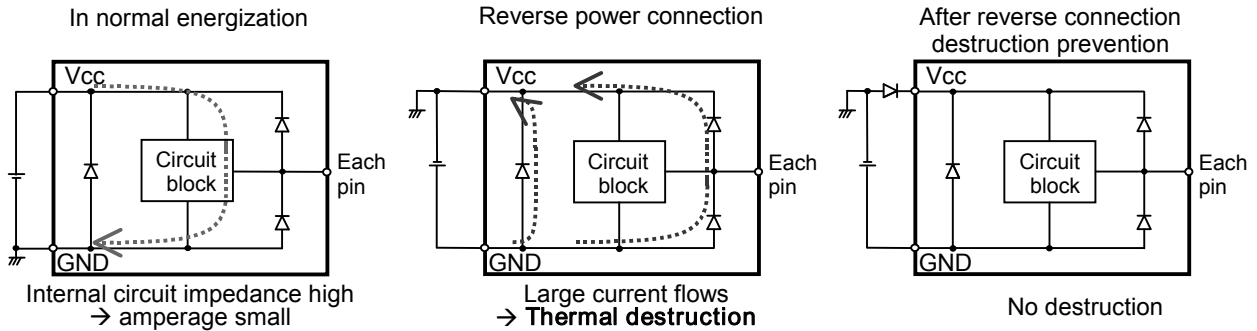 In normal energization
Vcc
Circuit
block
Each
pin
GND
Internal circuit impedance high
→ amperage small
Reverse power connection
Vcc
Circuit
block
Each
pin
GND
Large current flows
→ Thermal destruction
After reverse connection
destruction prevention
Vcc
Circuit
block
Each
pin
GND
No destruction